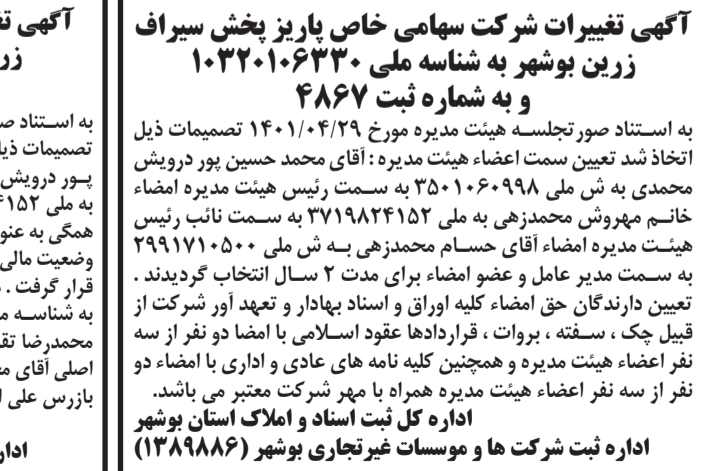 آگهی تغییرات شرکت سهامی خاص پاریز پخش سیراف
زرین بوشهر به شناسه ملی ۱۰۳۲۰۱۰۶۳۳۰
و به شماره ثبت ۴۸۶۷
به استناد صورتجلسه هیئت مدیره مورخ ۱۴۰۱/۰۴/۲۹ تصمیمات ذیل
اتخاذ شد تعیین سمت اعضاء هیئت مدیره : آقای محمد حسین پور درویش
محمدی به ش ملی ۳۵۰۱۰۶۰۹۹۸ به سمت رئیس هیئت مدیره امضاء
خانم مهروش محمدزهی به ملی ۳۷۱۹۸۲۴۱۵۲ به سمت نائب رئیس
هیئت مدیره امضاء آقای حسام محمدزهی به ش ملی ۲۹۹۱۷۱۰۵۰۰
به سمت مدیر عامل و عضو امضاء برای مدت ۲ سال انتخاب گردیدند .
تعیین دارندگان حق امضاء کلیه اوراق و اسناد بهادار و تعهد آور شرکت از
قبیل چک ، سفته ، بروات ، قراردادها عقود اسلامی با امضا دو نفر از سه
نفر اعضاء هیئت مدیره و همچنین کلیه نامه های عادی و اداری با امضاء دو
نفر از سه نفر اعضاء هیئت مدیره همراه با مهر شرکت معتبر می باشد.
اداره کل ثبت اسناد و املاک استان بوشهر
اداره ثبت شرکت ها و موسسات غیرتجاری بوشهر (۱۳۸۹۸۸۶)
آگهی
به استناد
تصمیمات
پور درویش
به ملی
همگی به
وضعیت مالی
قرار گرفت .
به شناسه
محمدرضا
اصلی آقای
بازرس علی